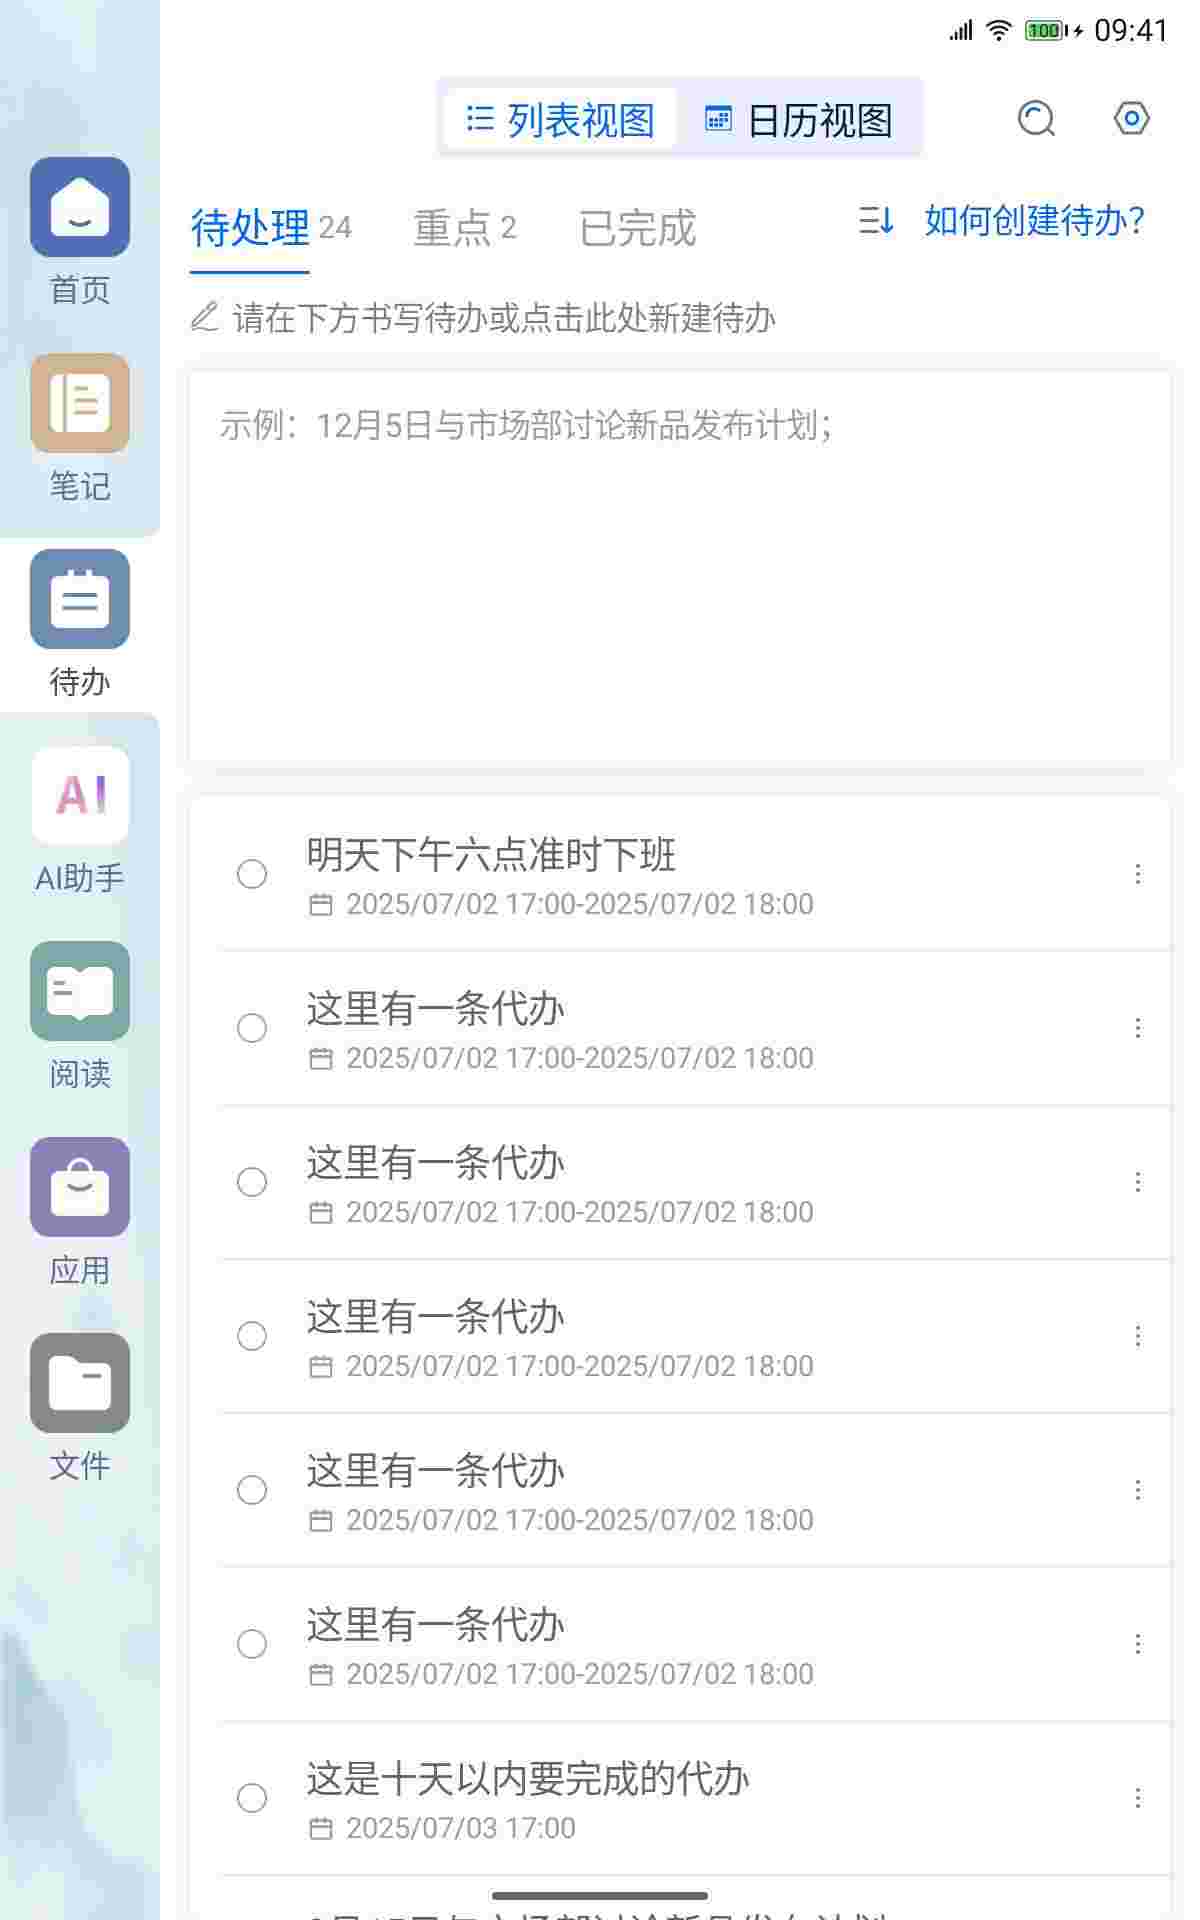 100 09:41
列表视图 日历视图
待处理 24 重点 2 已完成 如何创建待办?
请在下方书写待办或点击此处新建待办
示例：12月5日与市场部讨论新品发布计划;
首页
笔记
待办
AI
AI助手
阅读
应用
文件
明天下午六点准时下班
2025/07/02 17:00-2025/07/02 18:00
这里有一条代办
2025/07/02 17:00-2025/07/02 18:00
这里有一条代办
2025/07/02 17:00-2025/07/02 18:00
这里有一条代办
2025/07/02 17:00-2025/07/02 18:00
这里有一条代办
2025/07/02 17:00-2025/07/02 18:00
这里有一条代办
2025/07/02 17:00-2025/07/02 18:00
这是十天以内要完成的代办
2025/07/03 17:00